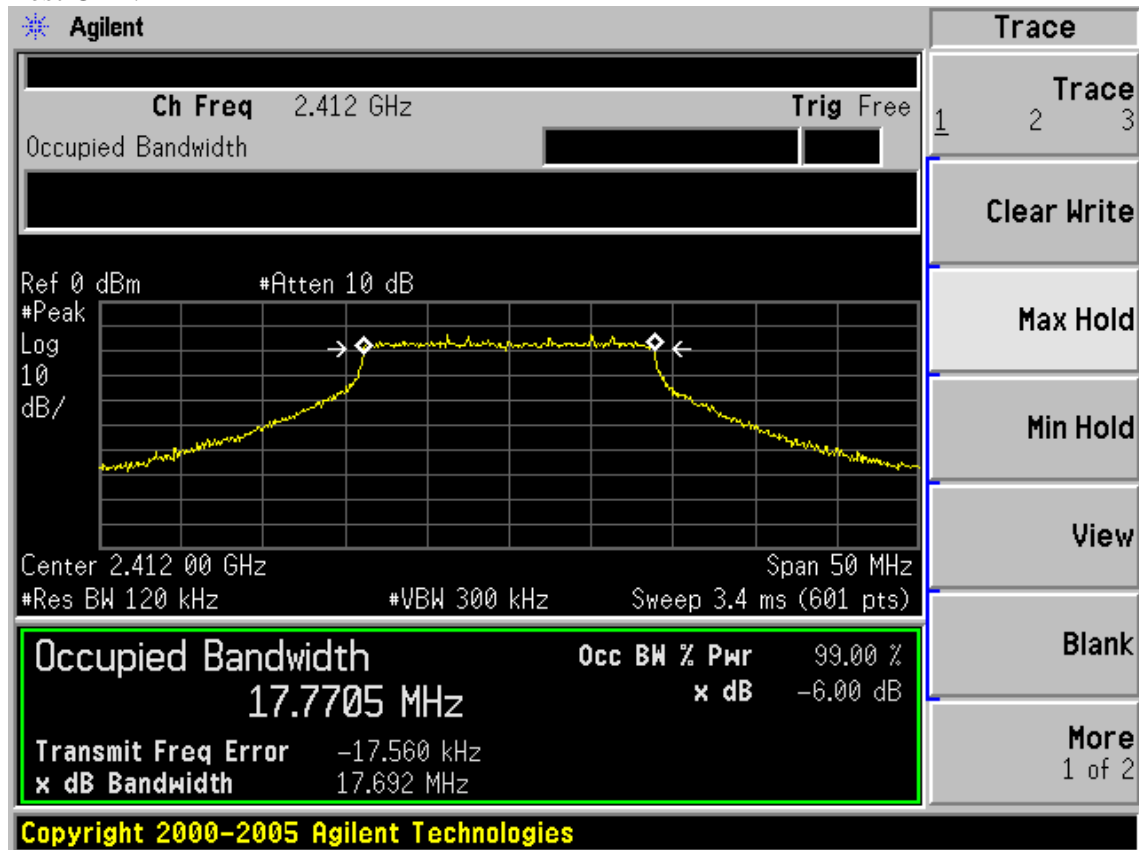 Agilent
Trace
Ch Freq 2.412 GHz Trig Free
Occupied Bandwidth
Ref 0 dBm #Atten 10 dB
#Peak
Log
10
dB/
Center 2.412 00 GHz Span 50 MHz
#Res BW 120 kHz #VBW 300 kHz Sweep 3.4 ms (601 pts)
Occupied Bandwidth
17.7705 MHz
Occ BW % Pwr 99.00 %
x dB -6.00 dB
Transmit Freq Error -17.560 kHz
x dB Bandwidth 17.692 MHz
Copyright 2000-2005 Agilent Technologies
Trace
1 2 3
Clear Write
Max Hold
Min Hold
View
Blank
More
1 of 2